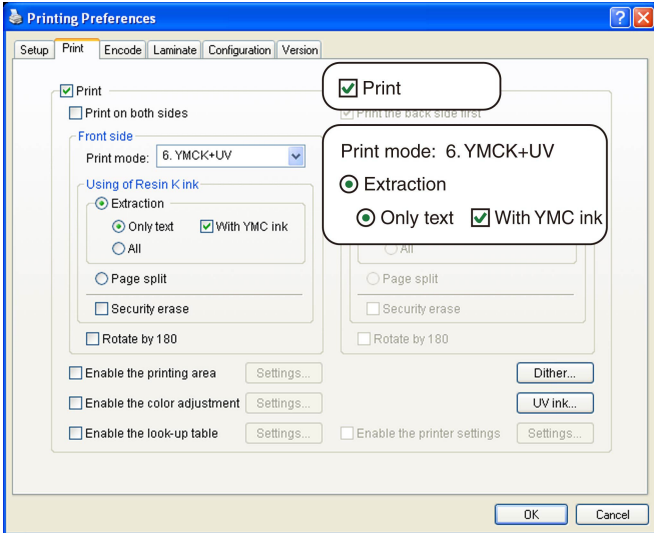 Printing Preferences
Setup Print Encode Laminate Configuration Version
Print
Print
Print on both sides
Print the back side first
Front side
Print mode: 6. YMCK+UV
Print mode: 6. YMCK+UV
Using of Resin K ink
Extraction
Extraction
Only text With YMC ink
Only text With YMC ink
All
All
Page split
Page split
Security erase
Security erase
Rotate by 180
Rotate by 180
Enable the printing area Settings... Dither...
Enable the color adjustment Settings... UV ink...
Enable the look-up table Settings... Enable the printer settings Settings...
OK Cancel